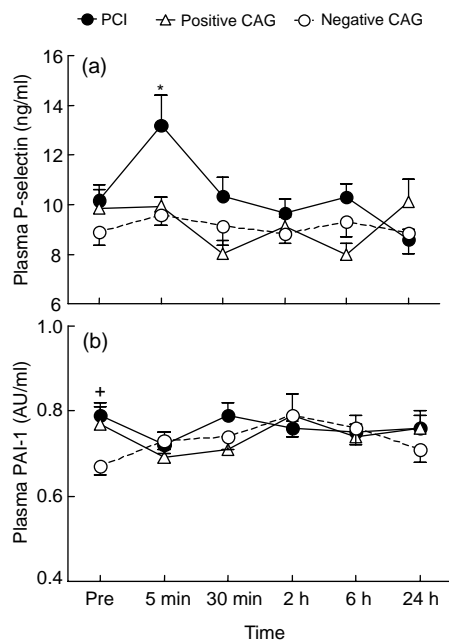 PCI Positive CAG Negative CAG
(a)
Plasma P-selectin (ng/ml)
16
14
12
10
8
6
*
(b)
Plasma PAI-1 (AU/ml)
1.0
0.8
0.6
0.4
+
Pre 5 min 30 min 2 h 6 h 24 h
Time